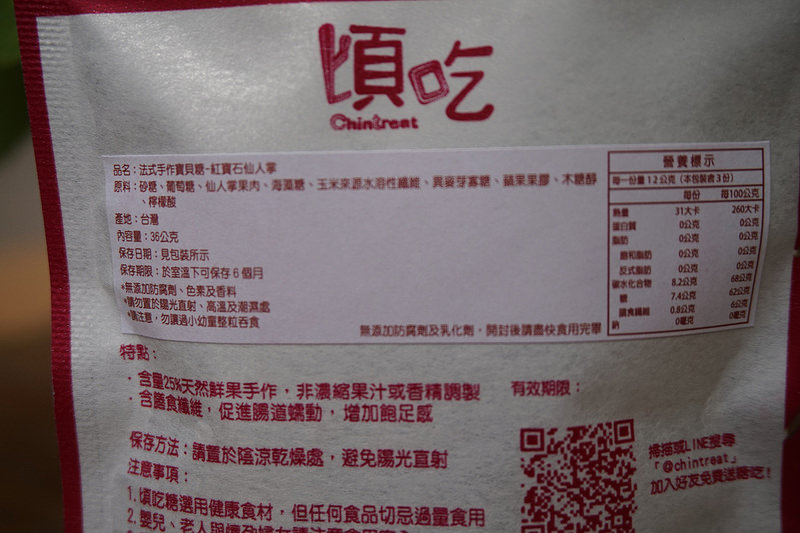 頃吃
Chintreat
品名：法式手作寶貝糖-紅寶石仙人掌
原料：砂糖、葡萄糖、仙人掌果肉、海藻糖、玉米來源水溶性纖維、異麥芽寡糖、蘋果果膠、木糖醇
、檸檬酸
產地：台灣
內容量：36公克
保存日期：見包裝所示
保存期限：於室溫下可保存6個月
*無添加防腐劑、色素及香料
*請勿置於陽光直射、高溫及潮濕處
*請注意，勿讓過小幼童整粒吞食
無添加防腐劑及乳化劑，開封後請盡快食用完畢
營養標示
每一份量12公克（本包裝含3份）
每份 每100公克
熱量 31大卡 260大卡
蛋白質 0公克 0公克
脂肪 0公克 0公克
飽和脂肪 0公克 0公克
反式脂肪 0公克 0公克
碳水化合物 8.2公克 68公克
糖 7.4公克 62公克
膳食纖維 0.8公克 6公克
鈉 0毫克 0毫克
特點：
·含量25%天然鮮果手作，非濃縮果汁或香精調製
·含膳食纖維，促進腸道蠕動，增加飽足感
有效期限：
保存方法：請置於陰涼乾燥處，避免陽光直射
注意事項：
1.頃吃糖選用健康食材，但任何食品切忌過量食用
2.嬰兒、老人與懷孕婦女請注意食用
掃描或LINE搜尋
「@chintreat」
加入好友免費送糖吃！